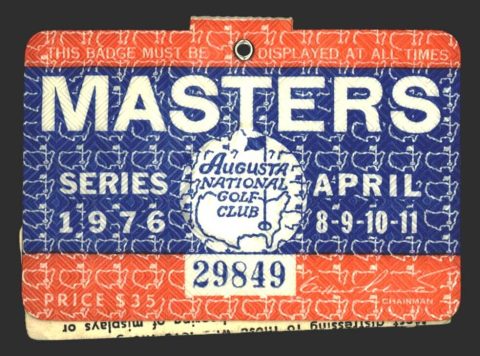 THIS BADGE MUST BE DISPLAYED AT ALL TIMES
MASTERS
SERIES APRIL
1976 8-9-10-11
AUGUSTA
NATIONAL
GOLF
CLUB
29849
PRICE $35 CHAIRMAN